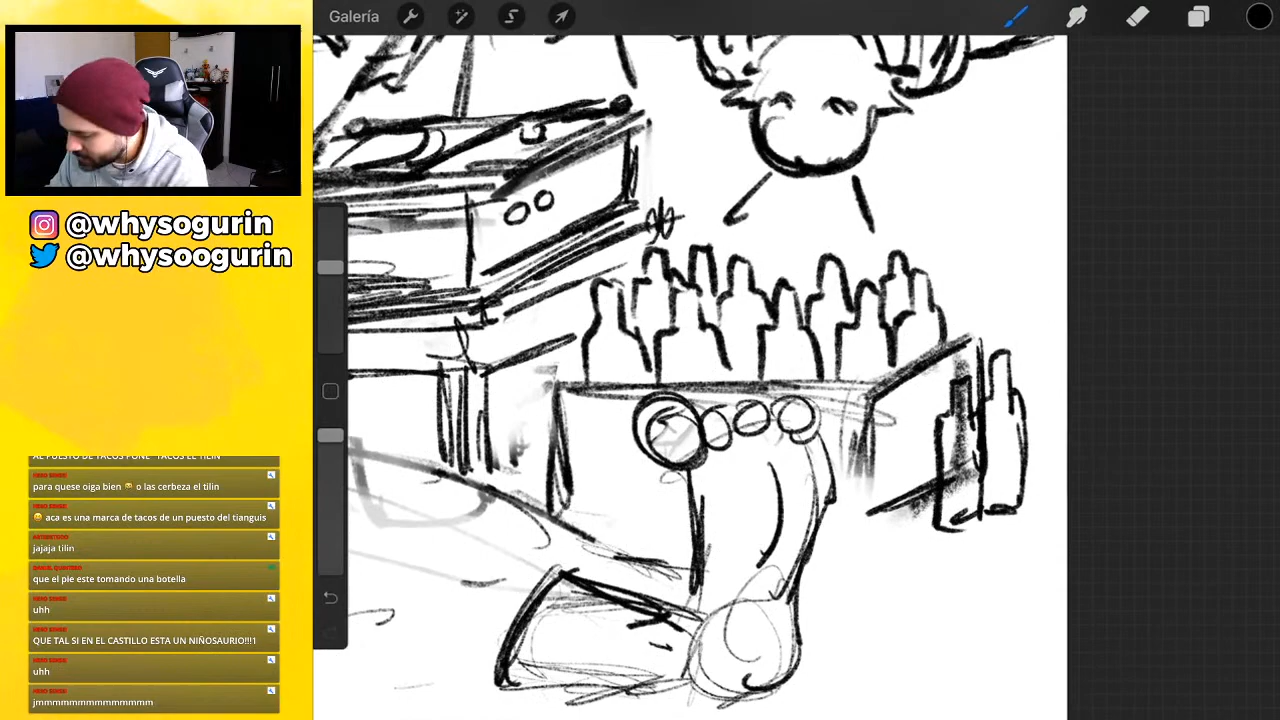 Galería
@whysogurin
@whysoogurin
AL PUESTO DE TACOS PONE "TACOS EL TILIN"
para quese oiga bien 😁 o las cerbeza el tilin
😀 aca es una marca de tacos de un puesto del tianguis
jajaja tilin
que el pie este tomando una botella
uhh
QUE TAL SI EN EL CASTILLO ESTA UN NIÑOSAURIO!!!1
uhh
jmmmmmmmmmmmmmm